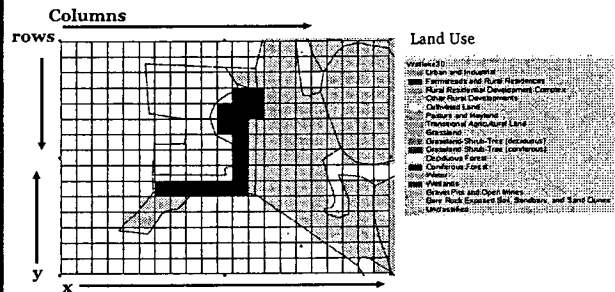 Columns
rows
Land Use
Urban and Industrial
Farmsteads and Rural Residences
Rural Residential Development Complex
Other Rural Developments
Cultivated Land
Pasture and Hayland
Transitional Agricultural Land
Grassland
Grassland-Shrub-Tree (deciduous)
Grassland-Shrub-Tree (coniferous)
Deciduous Forest
Coniferous Forest
Water
Wetlands
Gravel Pits and Open Mines
Bare Rock Exposed Soil, Sandbars, and Sand Dunes
Unclassified
y
x